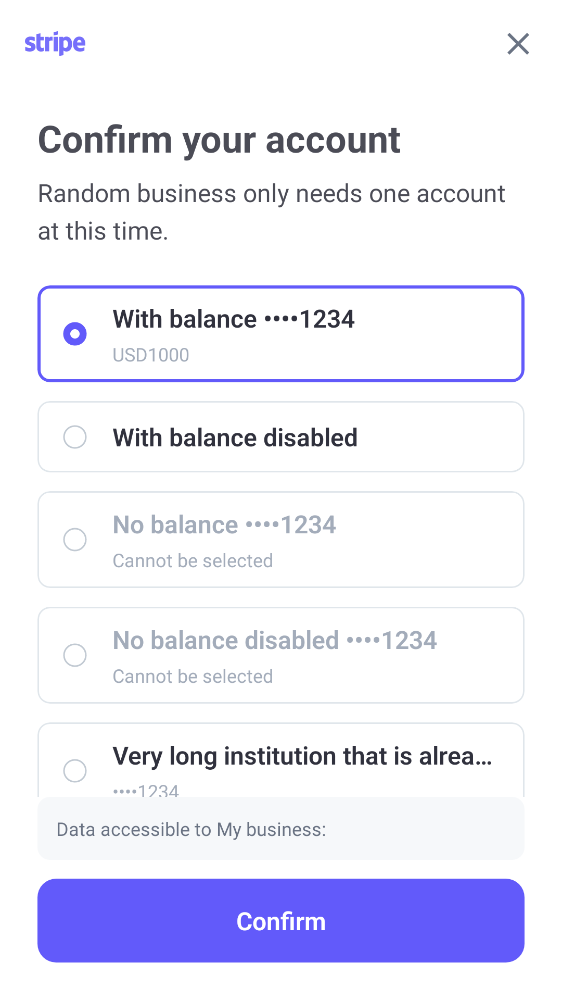 stripe
Confirm your account
Random business only needs one account
at this time.
With balance ••••1234
USD1000
With balance disabled
No balance ••••1234
Cannot be selected
No balance disabled ••••1234
Cannot be selected
Very long institution that is alrea...
••••1234
Data accessible to My business:
Confirm